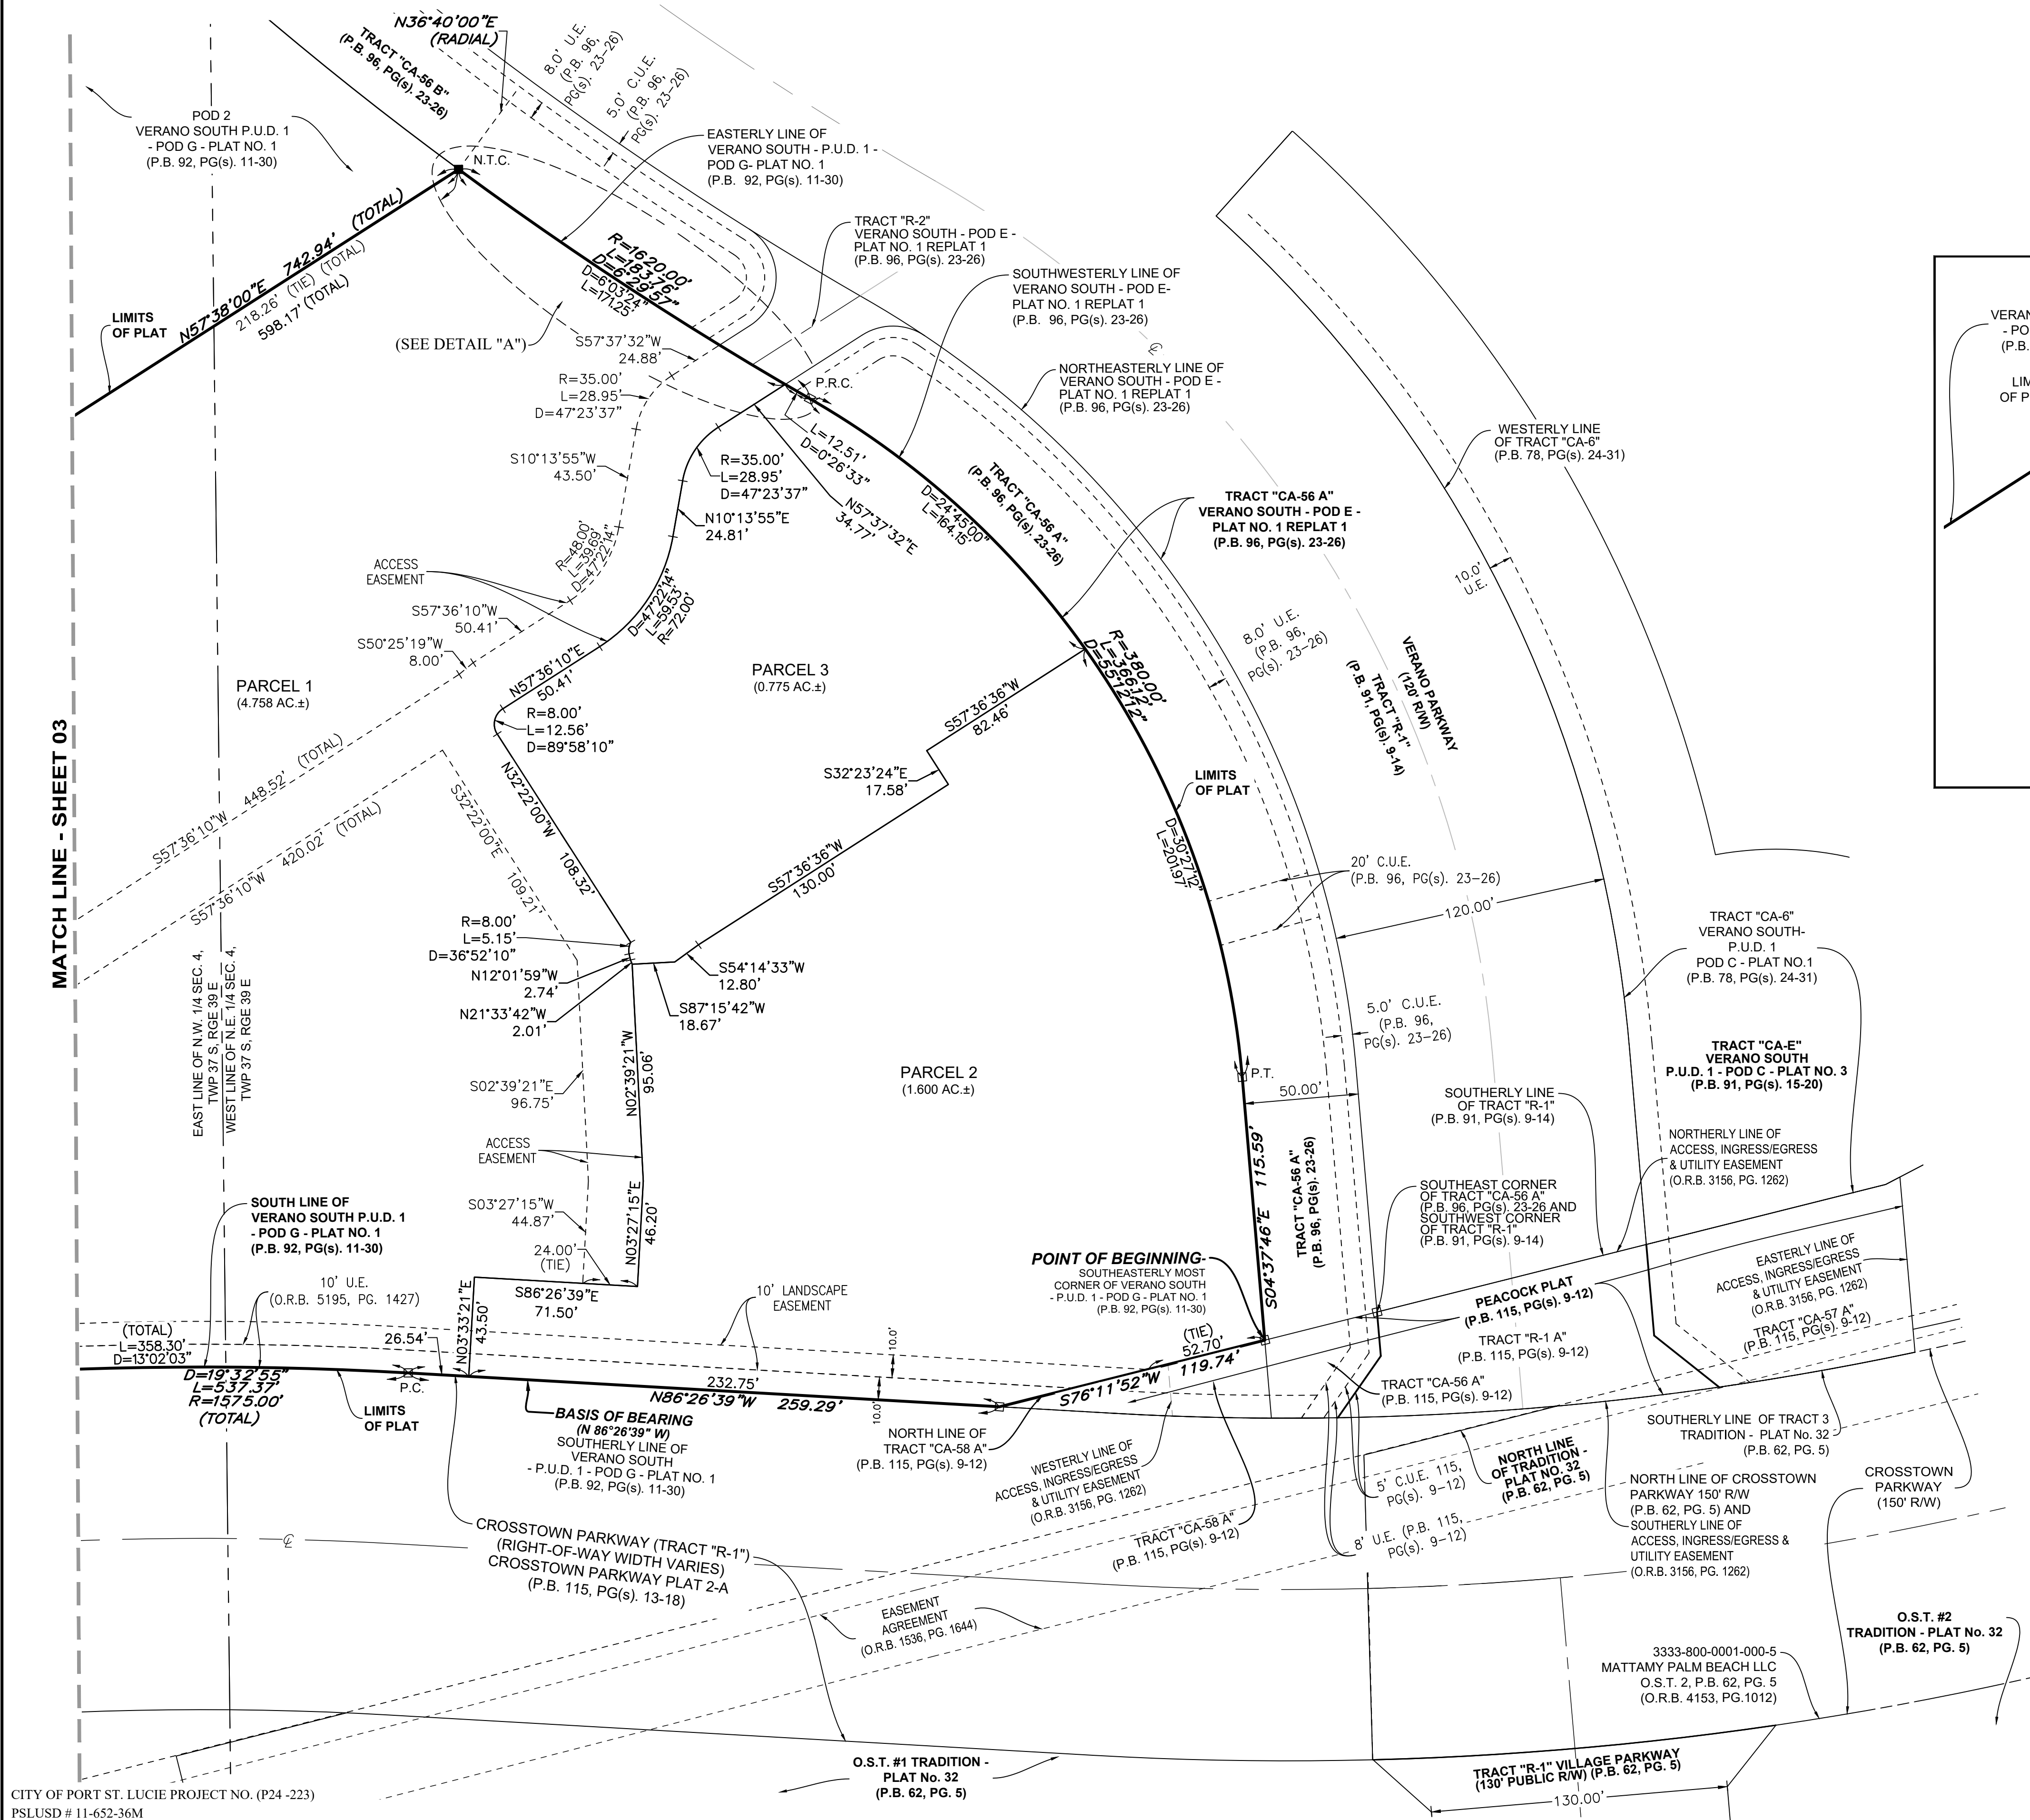 N36°40'00"E
(RADIAL)
TRACT "CA-56 B"
(P.B. 96, PG(s). 23-26)
8.0' U.E.
(P.B. 96,
PG(s). 23-26)
5.0' C.U.E.
(P.B. 96,
PG(s). 23-26)
POD 2
VERANO SOUTH P.U.D. 1
- POD G - PLAT NO. 1
(P.B. 92, PG(s). 11-30)
N.T.C.
EASTERLY LINE OF
VERANO SOUTH - P.U.D. 1 -
POD G- PLAT NO. 1
(P.B. 92, PG(s). 11-30)
N57°38'00"E 742.94' (TOTAL)
218.26' (TIE) (TOTAL)
598.17' (TOTAL)
LIMITS
OF PLAT
R=1620.00'
L=183.76'
D=6°29'57"
D=6°03'24"
L=171.25'
(SEE DETAIL "A")
TRACT "R-2"
VERANO SOUTH - POD E -
PLAT NO. 1 REPLAT 1
(P.B. 96, PG(s). 23-26)
SOUTHWESTERLY LINE OF
VERANO SOUTH - POD E-
PLAT NO. 1 REPLAT 1
(P.B. 96, PG(s). 23-26)
NORTHEASTERLY LINE OF
VERANO SOUTH - POD E -
PLAT NO. 1 REPLAT 1
(P.B. 96, PG(s). 23-26)
WESTERLY LINE
OF TRACT "CA-6"
(P.B. 78, PG(s). 24-31)
VERAN
- PO
(P.B.
LIM
OF P
S57°37'32"W
24.88'
R=35.00'
L=28.95'
D=47°23'37"
P.R.C.
L=12.51'
D=0°26'33"
R=35.00'
L=28.95'
D=47°23'37"
N57°37'32"E
34.77'
S10°13'55"W
43.50'
N10°13'55"E
24.81'
R=48.00'
L=39.69'
D=47°22'14"
D=47°22'14"
L=59.53'
R=72.00'
D=24°45'00"
L=164.15'
TRACT "CA-56 A"
(P.B. 96, PG(s). 23-26)
TRACT "CA-56 A"
VERANO SOUTH - POD E -
PLAT NO. 1 REPLAT 1
(P.B. 96, PG(s). 23-26)
10.0'
U.E.
ACCESS
EASEMENT
S57°36'10"W
50.41'
S50°25'19"W
8.00'
PARCEL 1
(4.758 AC.±)
PARCEL 3
(0.775 AC.±)
N57°36'10"E
50.41'
R=8.00'
L=12.56'
D=89°58'10"
R=380.00'
L=366.12'
D=55°12'12"
8.0' U.E.
(P.B. 96,
PG(s). 23-26)
VERANO PARKWAY
(120' R/W)
TRACT "R-1"
(P.B. 91, PG(s). 9-14)
S57°36'36"W
82.46'
S32°23'24"E
17.58'
LIMITS
OF PLAT
MATCH LINE - SHEET 03
S57°36'10"W 448.52' (TOTAL)
S57°36'10"W 420.02' (TOTAL)
N32°22'00"W 108.32'
S32°22'00"E 109.21'
S57°36'36"W
130.00'
D=30°27'12"
L=201.97'
20' C.U.E.
(P.B. 96, PG(s). 23-26)
120.00'
R=8.00'
L=5.15'
D=36°52'10"
N12°01'59"W
2.74'
N21°33'42"W
2.01'
S54°14'33"W
12.80'
S87°15'42"W
18.67'
TRACT "CA-6"
VERANO SOUTH-
P.U.D. 1
POD C - PLAT NO.1
(P.B. 78, PG(s). 24-31)
EAST LINE OF N.W. 1/4 SEC. 4,
TWP 37 S, RGE 39 E
WEST LINE OF N.E. 1/4 SEC. 4,
TWP 37 S, RGE 39 E
N02°39'21"W
95.06'
S02°39'21"E
96.75'
PARCEL 2
(1.600 AC.±)
5.0' C.U.E.
(P.B. 96,
PG(s). 23-26)
TRACT "CA-E"
VERANO SOUTH
P.U.D. 1 - POD C - PLAT NO. 3
(P.B. 91, PG(s). 15-20)
P.T.
50.00'
SOUTHERLY LINE
OF TRACT "R-1"
(P.B. 91, PG(s). 9-14)
NORTHERLY LINE OF
ACCESS, INGRESS/EGRESS
& UTILITY EASEMENT
(O.R.B. 3156, PG. 1262)
ACCESS
EASEMENT
S04°37'46"E 115.59'
TRACT "CA-56 A"
(P.B. 96, PG(s). 23-26)
S03°27'15"W
44.87'
N03°27'15"E
46.20'
24.00'
(TIE)
SOUTH LINE OF
VERANO SOUTH P.U.D. 1
- POD G - PLAT NO. 1
(P.B. 92, PG(s). 11-30)
10' U.E.
(O.R.B. 5195, PG. 1427)
SOUTHEAST CORNER
OF TRACT "CA-56 A"
(P.B. 96, PG(s). 23-26 AND
SOUTHWEST CORNER
OF TRACT "R-1"
(P.B. 91, PG(s). 9-14)
POINT OF BEGINNING-
SOUTHEASTERLY MOST
CORNER OF VERANO SOUTH
- P.U.D. 1 - POD G - PLAT NO. 1
(P.B. 92, PG(s). 11-30)
S86°26'39"E
71.50'
10' LANDSCAPE
EASEMENT
N03°33'21"E
43.50'
PEACOCK PLAT
(P.B. 115, PG(s). 9-12)
EASTERLY LINE OF
ACCESS, INGRESS/EGRESS
& UTILITY EASEMENT
(O.R.B. 3156, PG. 1262)
TRACT "CA-57 A"
(P.B. 115, PG(s). 9-12)
TRACT "R-1 A"
(P.B. 115, PG(s). 9-12)
(TOTAL)
L=358.30'
D=13°02'03"
26.54'
10.0'
(TIE)
52.70'
S76°11'52"W 119.74'
D=19°32'55"
L=537.37'
R=1575.00'
(TOTAL)
P.C.
LIMITS
OF PLAT
232.75'
N86°26'39"W 259.29'
10.0'
TRACT "CA-56 A"
(P.B. 115, PG(s). 9-12)
BASIS OF BEARING
(N 86°26'39" W)
SOUTHERLY LINE OF
VERANO SOUTH
- P.U.D. 1 - POD G - PLAT NO. 1
(P.B. 92, PG(s). 11-30)
NORTH LINE OF
TRACT "CA-58 A"
(P.B. 115, PG(s). 9-12)
WESTERLY LINE OF
ACCESS, INGRESS/EGRESS
& UTILITY EASEMENT
(O.R.B. 3156, PG. 1262)
SOUTHERLY LINE OF TRACT 3
TRADITION - PLAT No. 32
(P.B. 62, PG. 5)
NORTH LINE
OF TRADITION -
PLAT NO. 32
(P.B. 62, PG. 5)
5' C.U.E. 115,
PG(s). 9-12)
NORTH LINE OF CROSSTOWN
PARKWAY 150' R/W
(P.B. 62, PG. 5) AND
SOUTHERLY LINE OF
ACCESS, INGRESS/EGRESS &
UTILITY EASEMENT
(O.R.B. 3156, PG. 1262)
CROSSTOWN
PARKWAY
(150' R/W)
CROSSTOWN PARKWAY (TRACT "R-1")
(RIGHT-OF-WAY WIDTH VARIES)
CROSSTOWN PARKWAY PLAT 2-A
(P.B. 115, PG(s). 13-18)
TRACT "CA-58 A"
(P.B. 115, PG(s). 9-12)
8' U.E. (P.B. 115,
PG(s). 9-12)
EASEMENT
AGREEMENT
(O.R.B. 1536, PG. 1644)
O.S.T. #2
TRADITION - PLAT No. 32
(P.B. 62, PG. 5)
3333-800-0001-000-5
MATTAMY PALM BEACH LLC
O.S.T. 2, P.B. 62, PG. 5
(O.R.B. 4153, PG.1012)
O.S.T. #1 TRADITION -
PLAT No. 32
(P.B. 62, PG. 5)
TRACT "R-1" VILLAGE PARKWAY
(130' PUBLIC R/W) (P.B. 62, PG. 5)
130.00'
CITY OF PORT ST. LUCIE PROJECT NO. (P24 -223)
PSLUSD # 11-652-36M